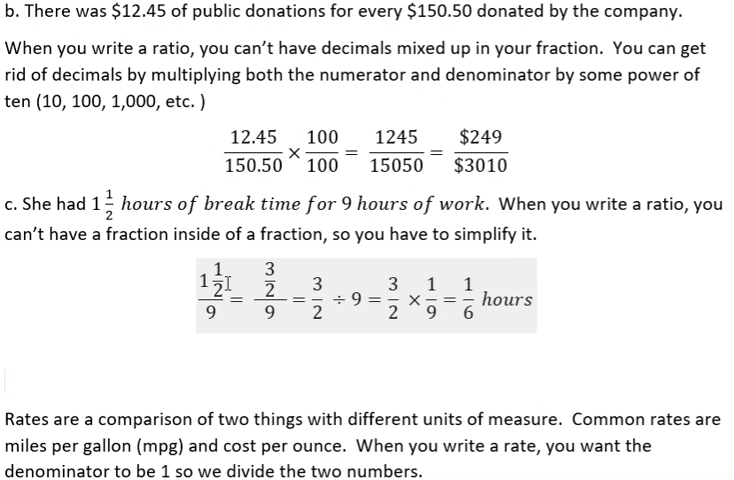 b. There was $12.45 of public donations for every $150.50 donated by the company.
When you write a ratio, you can't have decimals mixed up in your fraction. You can get
rid of decimals by multiplying both the numerator and denominator by some power of
ten (10, 100, 1,000, etc. )
12.45/150.50 × 100/100 = 1245/15050 = $249/$3010
c. She had 1 1/2 hours of break time for 9 hours of work. When you write a ratio, you
can't have a fraction inside of a fraction, so you have to simplify it.
(1 1/2)/9 = (3/2)/9 = 3/2 ÷ 9 = 3/2 × 1/9 = 1/6 hours
Rates are a comparison of two things with different units of measure. Common rates are
miles per gallon (mpg) and cost per ounce. When you write a rate, you want the
denominator to be 1 so we divide the two numbers.